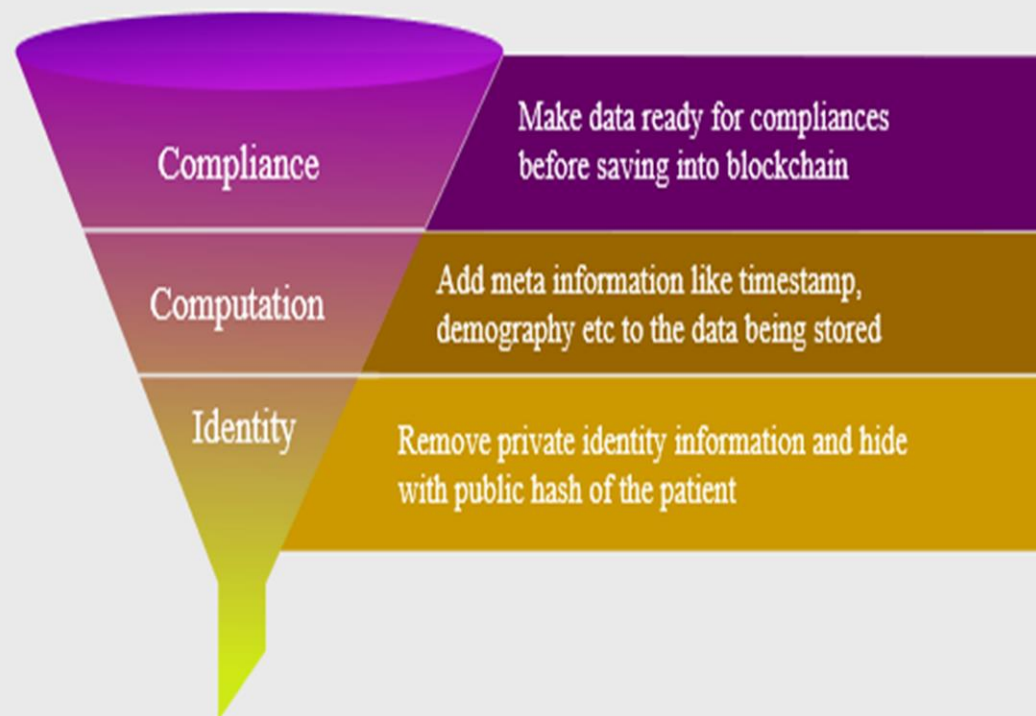 Compliance
Make data ready for compliances
before saving into blockchain
Computation
Add meta information like timestamp,
demography etc to the data being stored
Identity
Remove private identity information and hide
with public hash of the patient